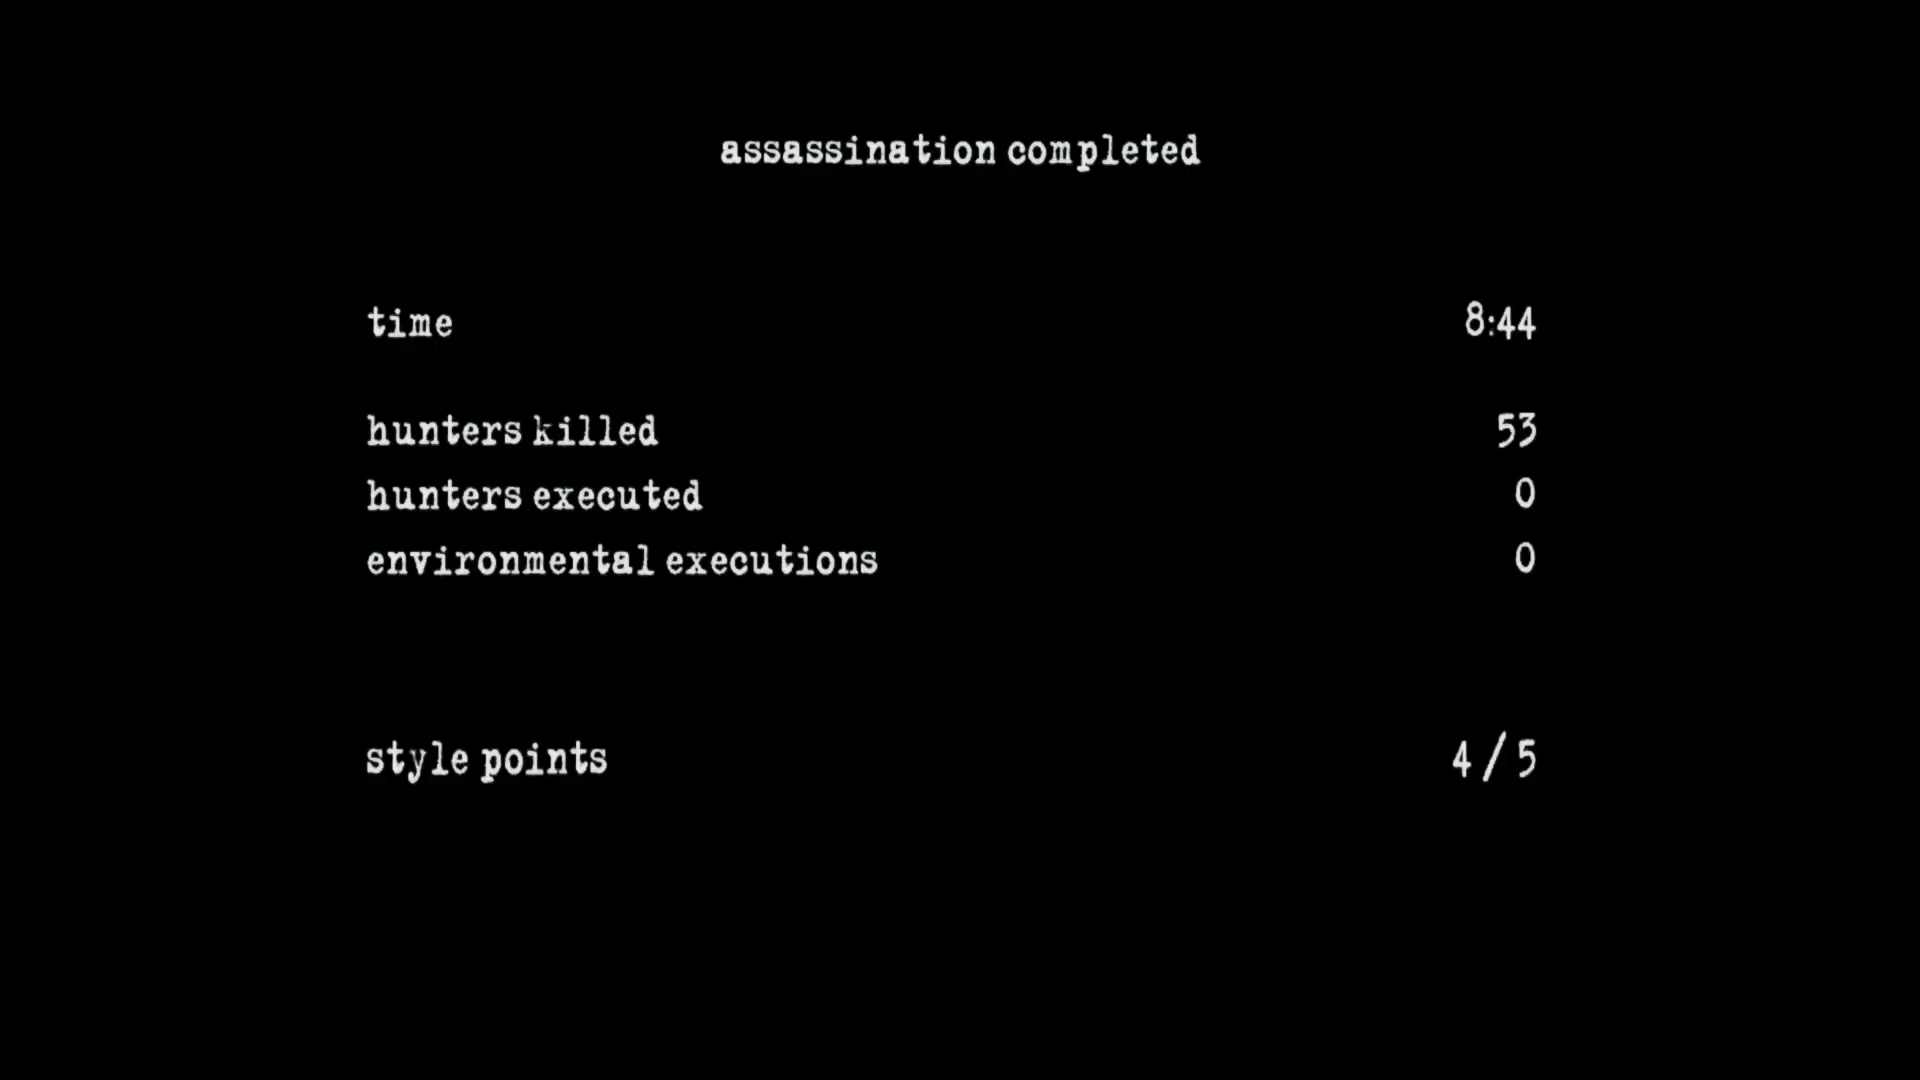 assassination completed
time 8:44
hunters killed 53
hunters executed 0
environmental executions 0
style points 4 / 5